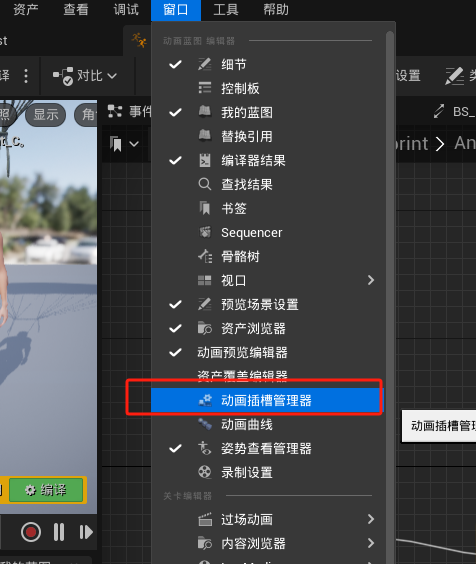 资产 查看 调试 窗口 工具 帮助
st
动画蓝图 编辑器
译 对比 细节 设置
控制板
照 显示 角 事件 我的蓝图 BS_
_C。 替换引用 print An
编译器结果
查找结果
书签
Sequencer
骨骼树
视口
预览场景设置
资产浏览器
动画预览编辑器
资产覆盖编辑器
动画插槽管理器
动画曲线 动画插槽管理
姿势查看管理器
录制设置
编译
关卡编辑器
过场动画
内容浏览器
我的蓝图